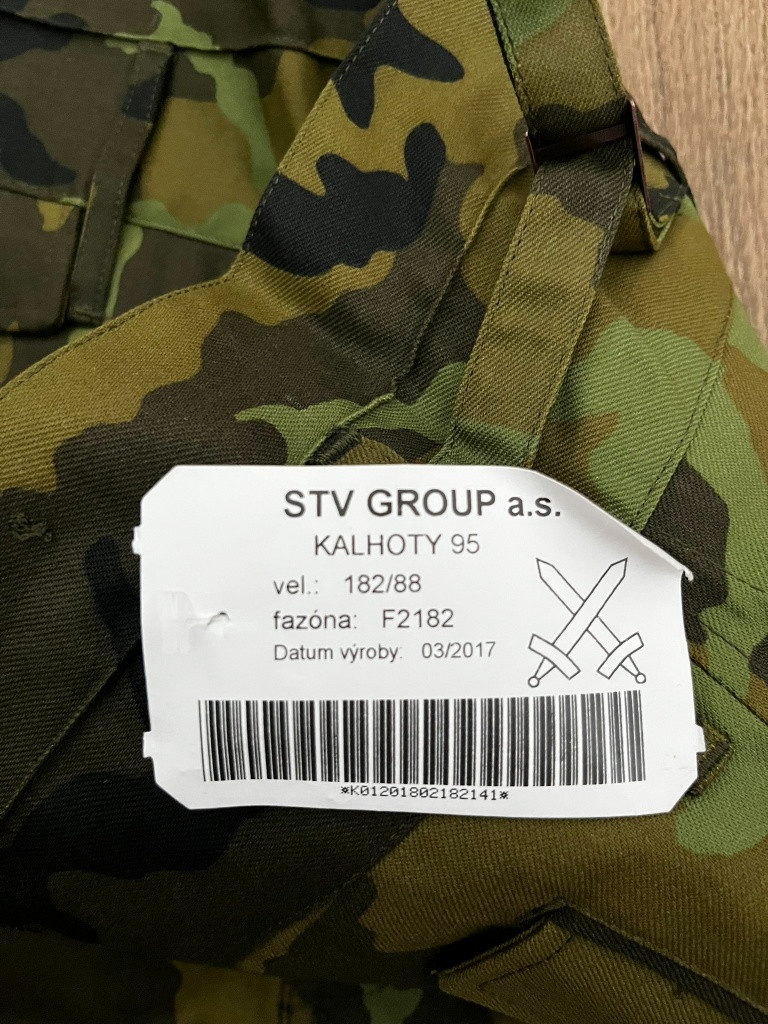 STV GROUP a.s.
KALHOTY 95
vel.: 182/88
fazóna: F2182
Datum výroby: 03/2017
*K01201802182141*